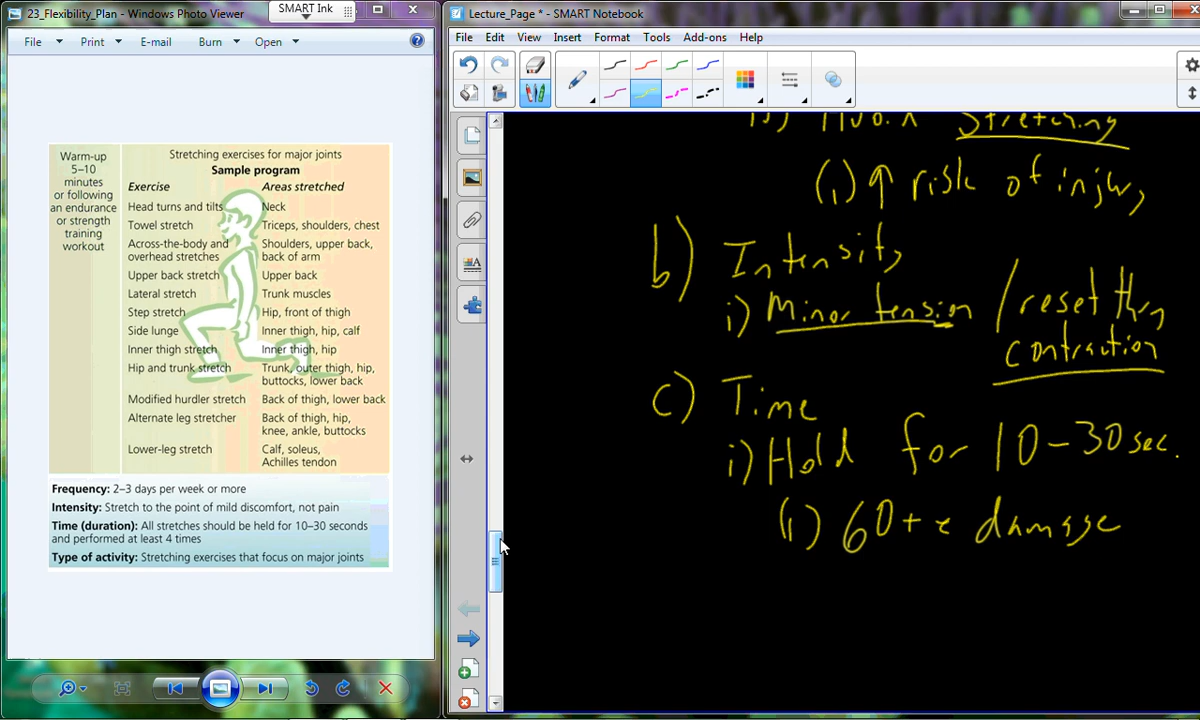 23_Flexibility_Plan - Windows Photo Viewer
SMART Ink
File Print E-mail Burn Open
Warm-up
5–10
minutes
or following
an endurance
or strength
training
workout
Stretching exercises for major joints
Sample program
Exercise Areas stretched
Head turns and tilts Neck
Towel stretch Triceps, shoulders, chest
Across-the-body and Shoulders, upper back,
overhead stretches back of arm
Upper back stretch Upper back
Lateral stretch Trunk muscles
Step stretch Hip, front of thigh
Side lunge Inner thigh, hip, calf
Inner thigh stretch Inner thigh, hip
Hip and trunk stretch Trunk, outer thigh, hip,
buttocks, lower back
Modified hurdler stretch Back of thigh, lower back
Alternate leg stretcher Back of thigh, hip,
knee, ankle, buttocks
Lower-leg stretch Calf, soleus,
Achilles tendon
Frequency: 2–3 days per week or more
Intensity: Stretch to the point of mild discomfort, not pain
Time (duration): All stretches should be held for 10–30 seconds
and performed at least 4 times
Type of activity: Stretching exercises that focus on major joints
Lecture_Page * - SMART Notebook
File Edit View Insert Format Tools Add-ons Help
Stretching
(i) ↑ risk of injury
b) Intensity
i) Minor tension / reset thru
contraction
c) Time
i) Hold for 10-30 sec.
(i) 60+ damage